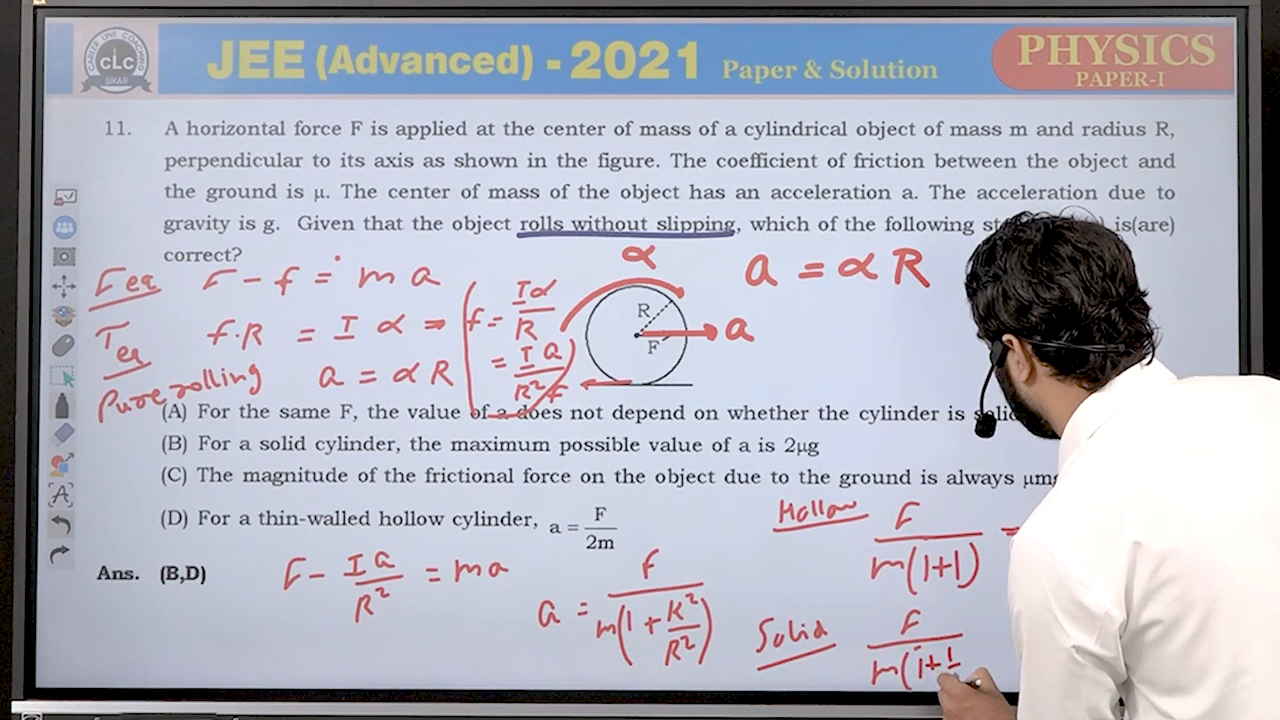 CAREER LINE COACHING
CLC
SIKAR
JEE (Advanced) - 2021 Paper & Solution
PHYSICS
PAPER-I
11. A horizontal force F is applied at the center of mass of a cylindrical object of mass m and radius R,
perpendicular to its axis as shown in the figure. The coefficient of friction between the object and
the ground is μ. The center of mass of the object has an acceleration a. The acceleration due to
gravity is g. Given that the object rolls without slipping, which of the following is(are)
correct?
α
a = α R
F eq F - f = m a
R
F
a
f
τ eq f·R = I α ⇒ f = Iα/R
= I a/R²
Pure rolling a = α R
(A) For the same F, the value of a does not depend on whether the cylinder is
(B) For a solid cylinder, the maximum possible value of a is 2μg
(C) The magnitude of the frictional force on the object due to the ground is always
(D) For a thin-walled hollow cylinder, a = F/2m
Hollow F/m(1+1) =
Ans. (B,D)
F - I a/R² = ma
a = F/m(1 + K²/R²)
Solid F/m(1+1